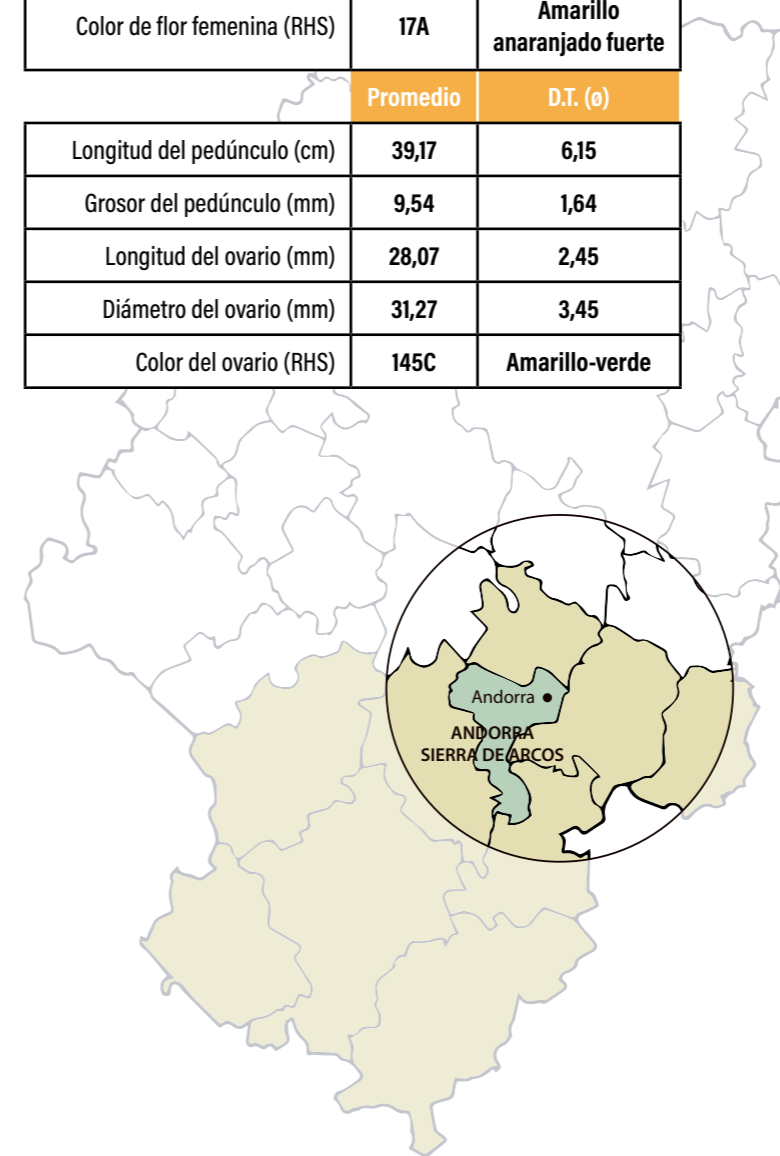 Color de flor femenina (RHS) 17A Amarillo
anaranjado fuerte
Promedio D.T. (ø)
Longitud del pedúnculo (cm) 39,17 6,15
Grosor del pedúnculo (mm) 9,54 1,64
Longitud del ovario (mm) 28,07 2,45
Diámetro del ovario (mm) 31,27 3,45
Color del ovario (RHS) 145C Amarillo-verde
Andorra
ANDORRA
SIERRA DE ARCOS